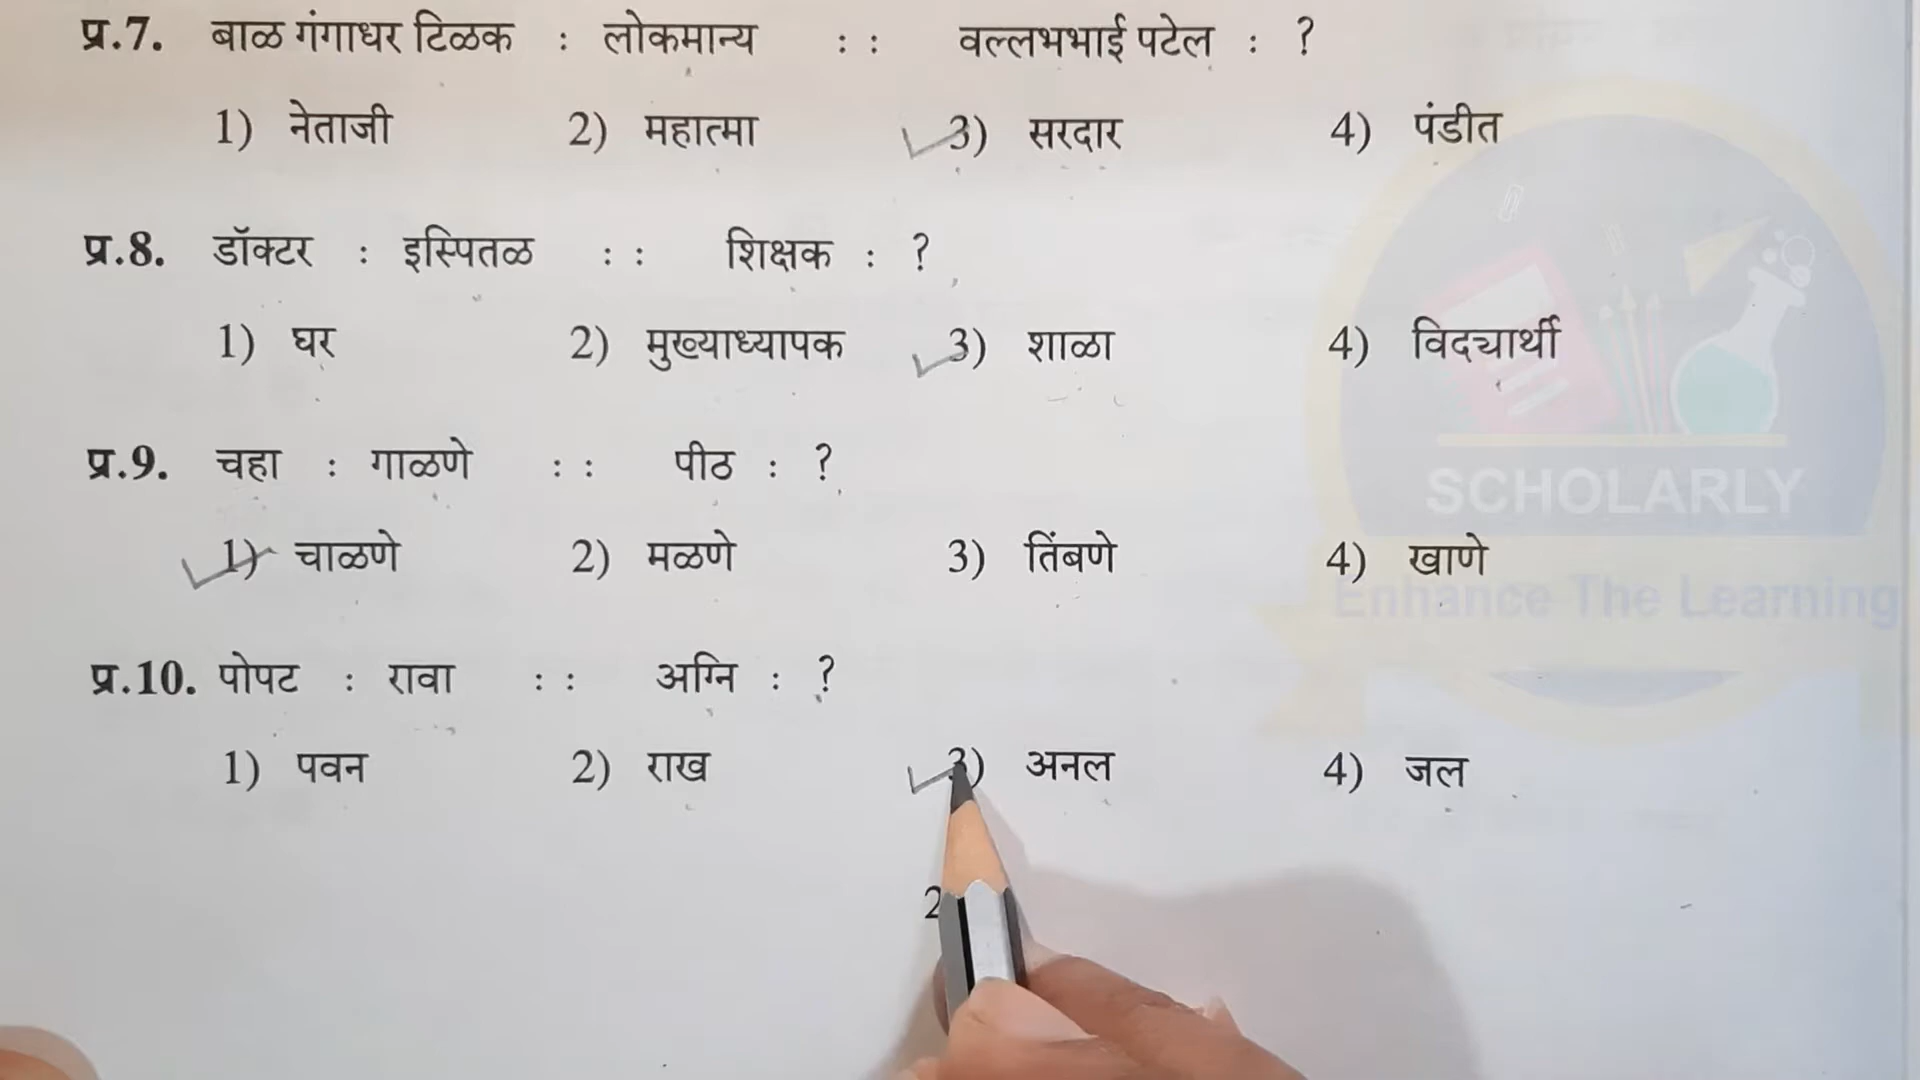 प्र.7. बाळ गंगाधर टिळक : लोकमान्य : : वल्लभभाई पटेल : ?
1) नेताजी 2) महात्मा 3) सरदार 4) पंडीत
प्र.8. डॉक्टर : इस्पितळ : : शिक्षक : ?
1) घर 2) मुख्याध्यापक 3) शाळा 4) विद्यार्थी
प्र.9. चहा : गाळणे : : पीठ : ?
1) चाळणे 2) मळणे 3) तिंबणे 4) खाणे
प्र.10. पोपट : रावा : : अग्नि : ?
1) पवन 2) राख 3) अनल 4) जल
2
SCHOLARLY
Enhance The Learning